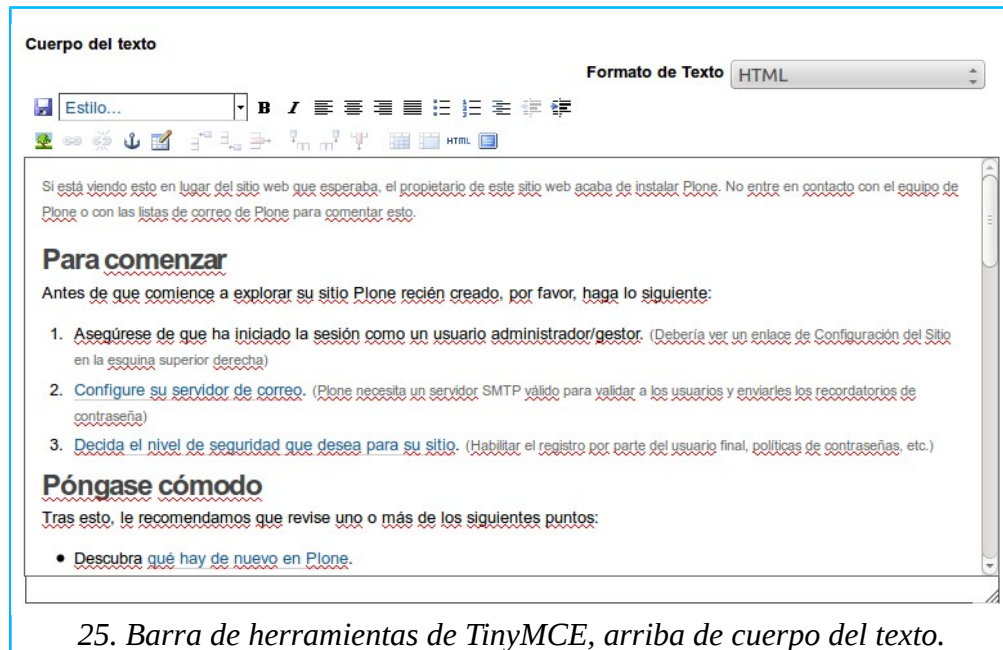 Cuerpo del texto
Formato de Texto HTML
Estilo... B I
HTML
Si está viendo esto en lugar del sitio web que esperaba, el propietario de este sitio web acaba de instalar Plone. No entre en contacto con el equipo de
Plone o con las listas de correo de Plone para comentar esto.
Para comenzar
Antes de que comience a explorar su sitio Plone recién creado, por favor, haga lo siguiente:
1. Asegúrese de que ha iniciado la sesión como un usuario administrador/gestor. (Debería ver un enlace de Configuración del Sitio
en la esquina superior derecha)
2. Configure su servidor de correo. (Plone necesita un servidor SMTP válido para validar a los usuarios y enviarles los recordatorios de
contraseña)
3. Decida el nivel de seguridad que desea para su sitio. (Habilitar el registro por parte del usuario final, políticas de contraseñas, etc.)
Póngase cómodo
Tras esto, le recomendamos que revise uno o más de los siguientes puntos:
• Descubra qué hay de nuevo en Plone.
25. Barra de herramientas de TinyMCE, arriba de cuerpo del texto.